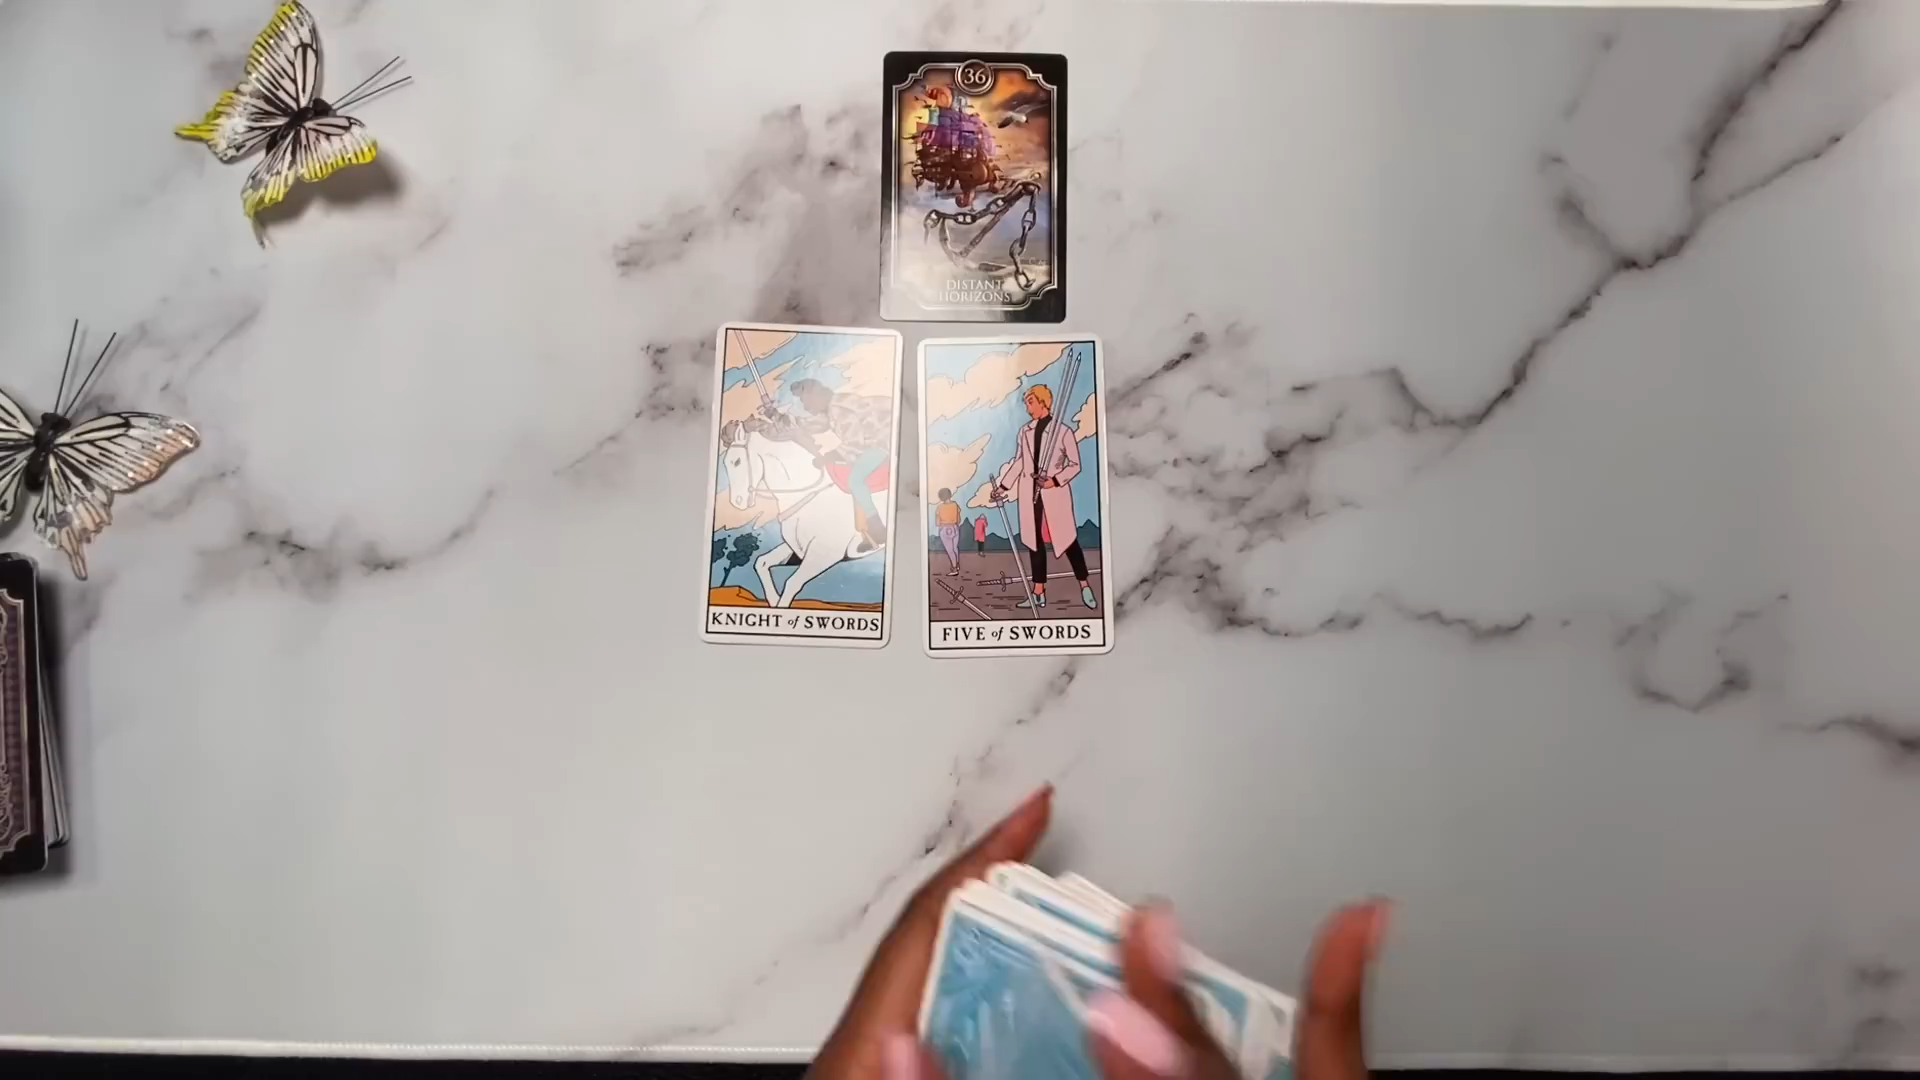 36
DISTANT
HORIZONS
KNIGHT of SWORDS
FIVE of SWORDS